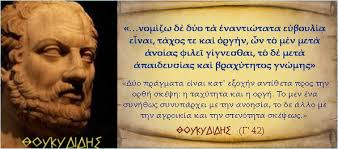 «...νομίζω δὲ δύο τὰ ἐναντιώτατα εὐβουλίᾳ
εἶναι, τάχος τε καὶ ὀργήν, ὧν τὸ μὲν μετὰ
ἀνοίας φιλεῖ γίγνεσθαι, τὸ δὲ μετὰ
ἀπαιδευσίας καὶ βραχύτητος γνώμης»
«Δύο πράγματα είναι κατ' εξοχήν αντίθετα προς την
ορθή σκέψη: η ταχύτητα και η οργή. Το μεν ένα
συνήθως συνυπάρχει με την ανοησία, το δε άλλο με
την αγροικία και την στενότητα σκέψεως.»
ΘΟΥΚΥΔΙΔΗΣ (Γ' 42)
ΘΟΥΚΥΔΙΔΗΣ